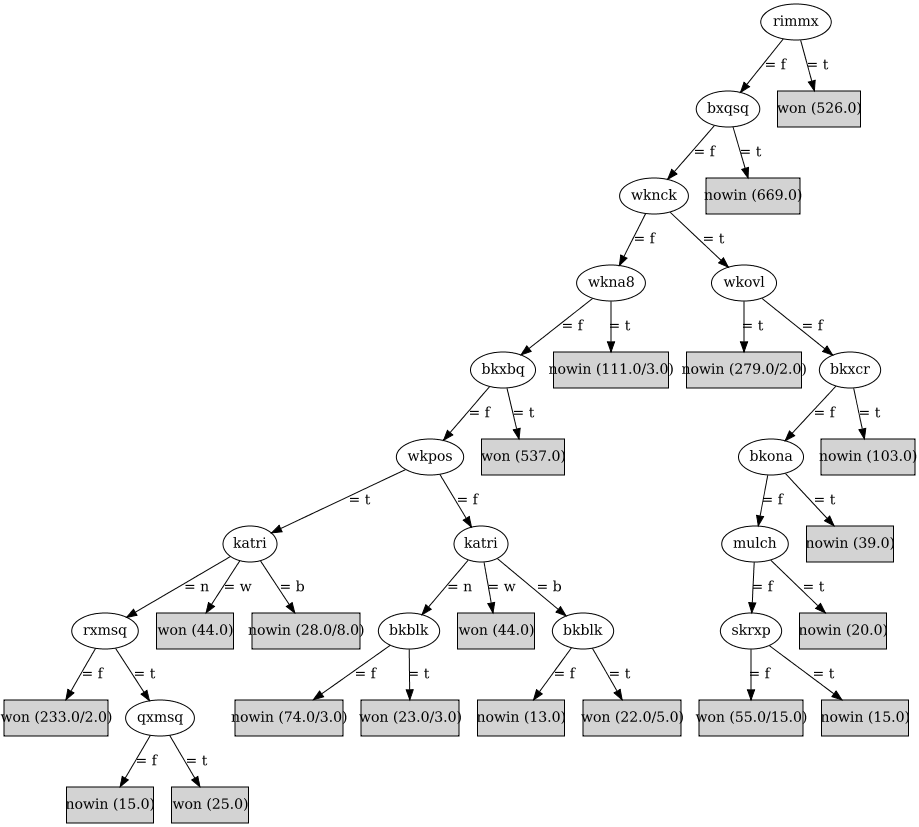 rimmx
= f
= t
bxqsq
won (526.0)
= f
= t
wknck
nowin (669.0)
= f
= t
wkna8
wkovl
= f
= t
= t
= f
bkxbq
nowin (111.0/3.0)
nowin (279.0/2.0)
bkxcr
= f
= t
= f
= t
wkpos
won (537.0)
bkona
nowin (103.0)
= t
= f
= f
= t
katri
katri
mulch
nowin (39.0)
= n
= w
= b
= n
= w
= b
= f
= t
rxmsq
won (44.0)
nowin (28.0/8.0)
bkblk
won (44.0)
bkblk
skrxp
nowin (20.0)
= f
= t
= f
= t
= f
= t
= f
= t
won (233.0/2.0)
qxmsq
nowin (74.0/3.0)
won (23.0/3.0)
nowin (13.0)
won (22.0/5.0)
won (55.0/15.0)
nowin (15.0)
= f
= t
nowin (15.0)
won (25.0)